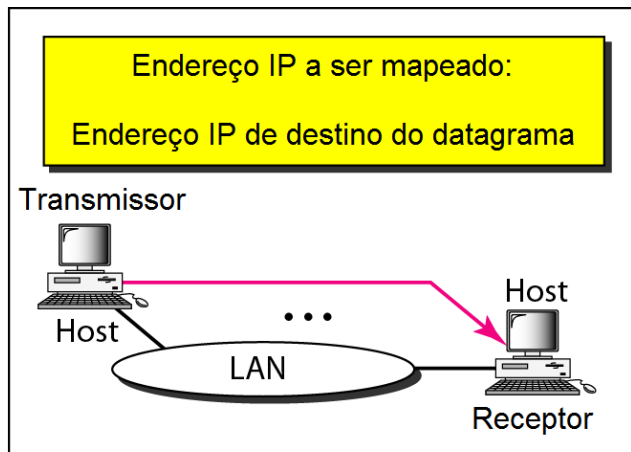 Endereço IP a ser mapeado:
Endereço IP de destino do datagrama
Transmissor
Host
Host
LAN
Receptor